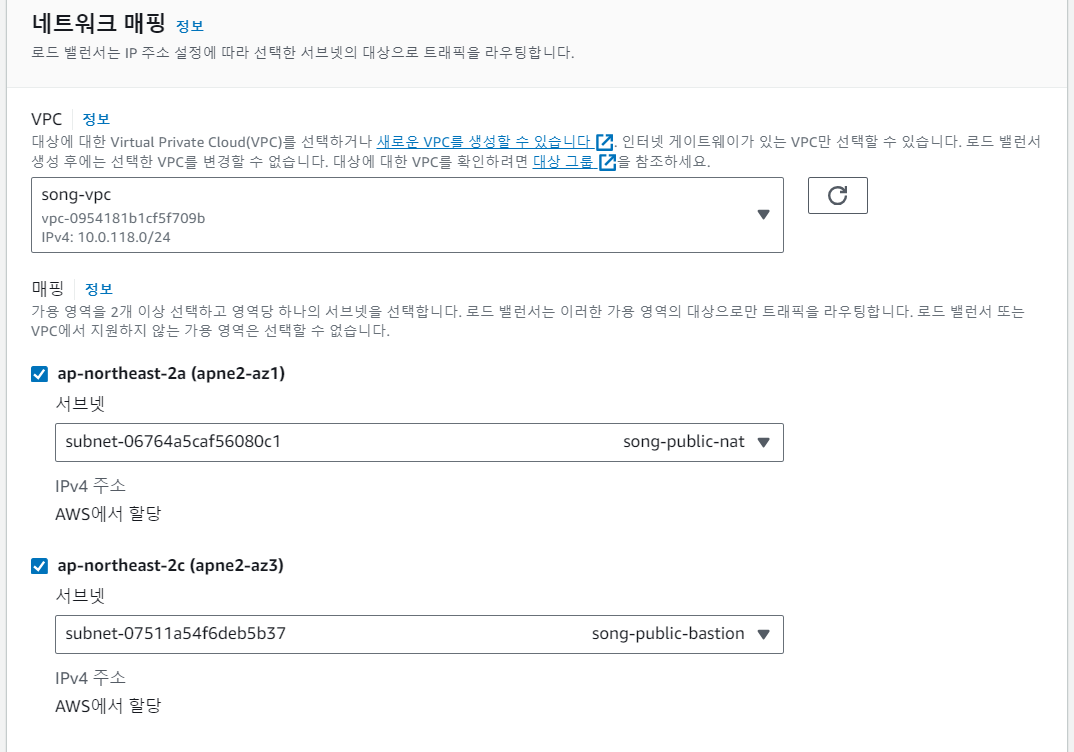 네트워크 매핑 정보
로드 밸런서는 IP 주소 설정에 따라 선택한 서브넷의 대상으로 트래픽을 라우팅합니다.
VPC 정보
대상에 대한 Virtual Private Cloud(VPC)를 선택하거나 새로운 VPC를 생성할 수 있습니다. 인터넷 게이트웨이가 있는 VPC만 선택할 수 있습니다. 로드 밸런서
생성 후에는 선택한 VPC를 변경할 수 없습니다. 대상에 대한 VPC를 확인하려면 대상 그룹을 참조하세요.
song-vpc
vpc-0954181b1cf5f709b
IPv4: 10.0.118.0/24
매핑 정보
가용 영역을 2개 이상 선택하고 영역당 하나의 서브넷을 선택합니다. 로드 밸런서는 이러한 가용 영역의 대상으로만 트래픽을 라우팅합니다. 로드 밸런서 또는
VPC에서 지원하지 않는 가용 영역은 선택할 수 없습니다.
ap-northeast-2a (apne2-az1)
서브넷
subnet-06764a5caf56080c1 song-public-nat
IPv4 주소
AWS에서 할당
ap-northeast-2c (apne2-az3)
서브넷
subnet-07511a54f6deb5b37 song-public-bastion
IPv4 주소
AWS에서 할당